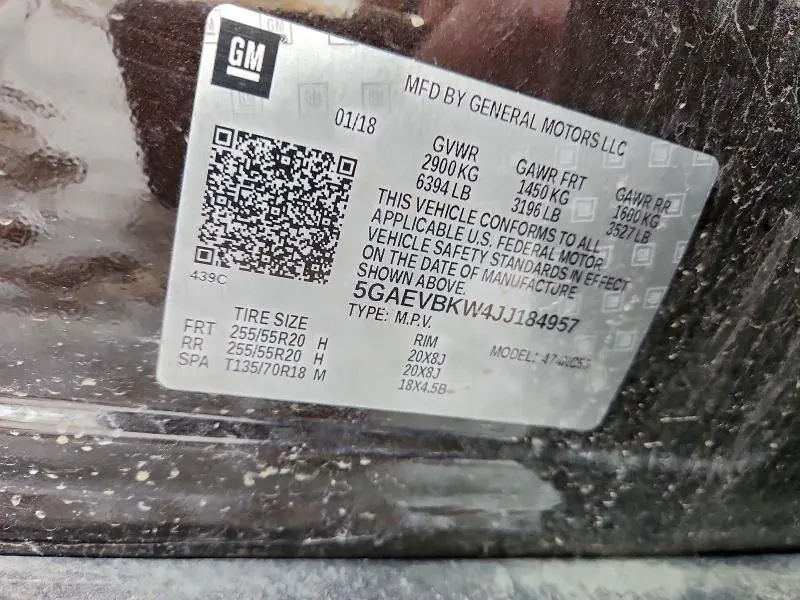 GM
MFD BY GENERAL MOTORS LLC
01/18
GVWR
2900 KG
6394 LB
GAWR FRT
1450 KG
3196 LB
GAWR RR
1600 KG
3527 LB
THIS VEHICLE CONFORMS TO ALL
APPLICABLE U.S. FEDERAL MOTOR
VEHICLE SAFETY STANDARDS IN EFFECT
ON THE DATE OF MANUFACTURE
SHOWN ABOVE.
439C
5GAEVBKW4JJ184957
TYPE: M.P.V.
MODEL:
TIRE SIZE
RIM
FRT 255/55R20 H 20X8J
RR 255/55R20 H 20X8J
SPA T135/70R18 M 18X4.5B